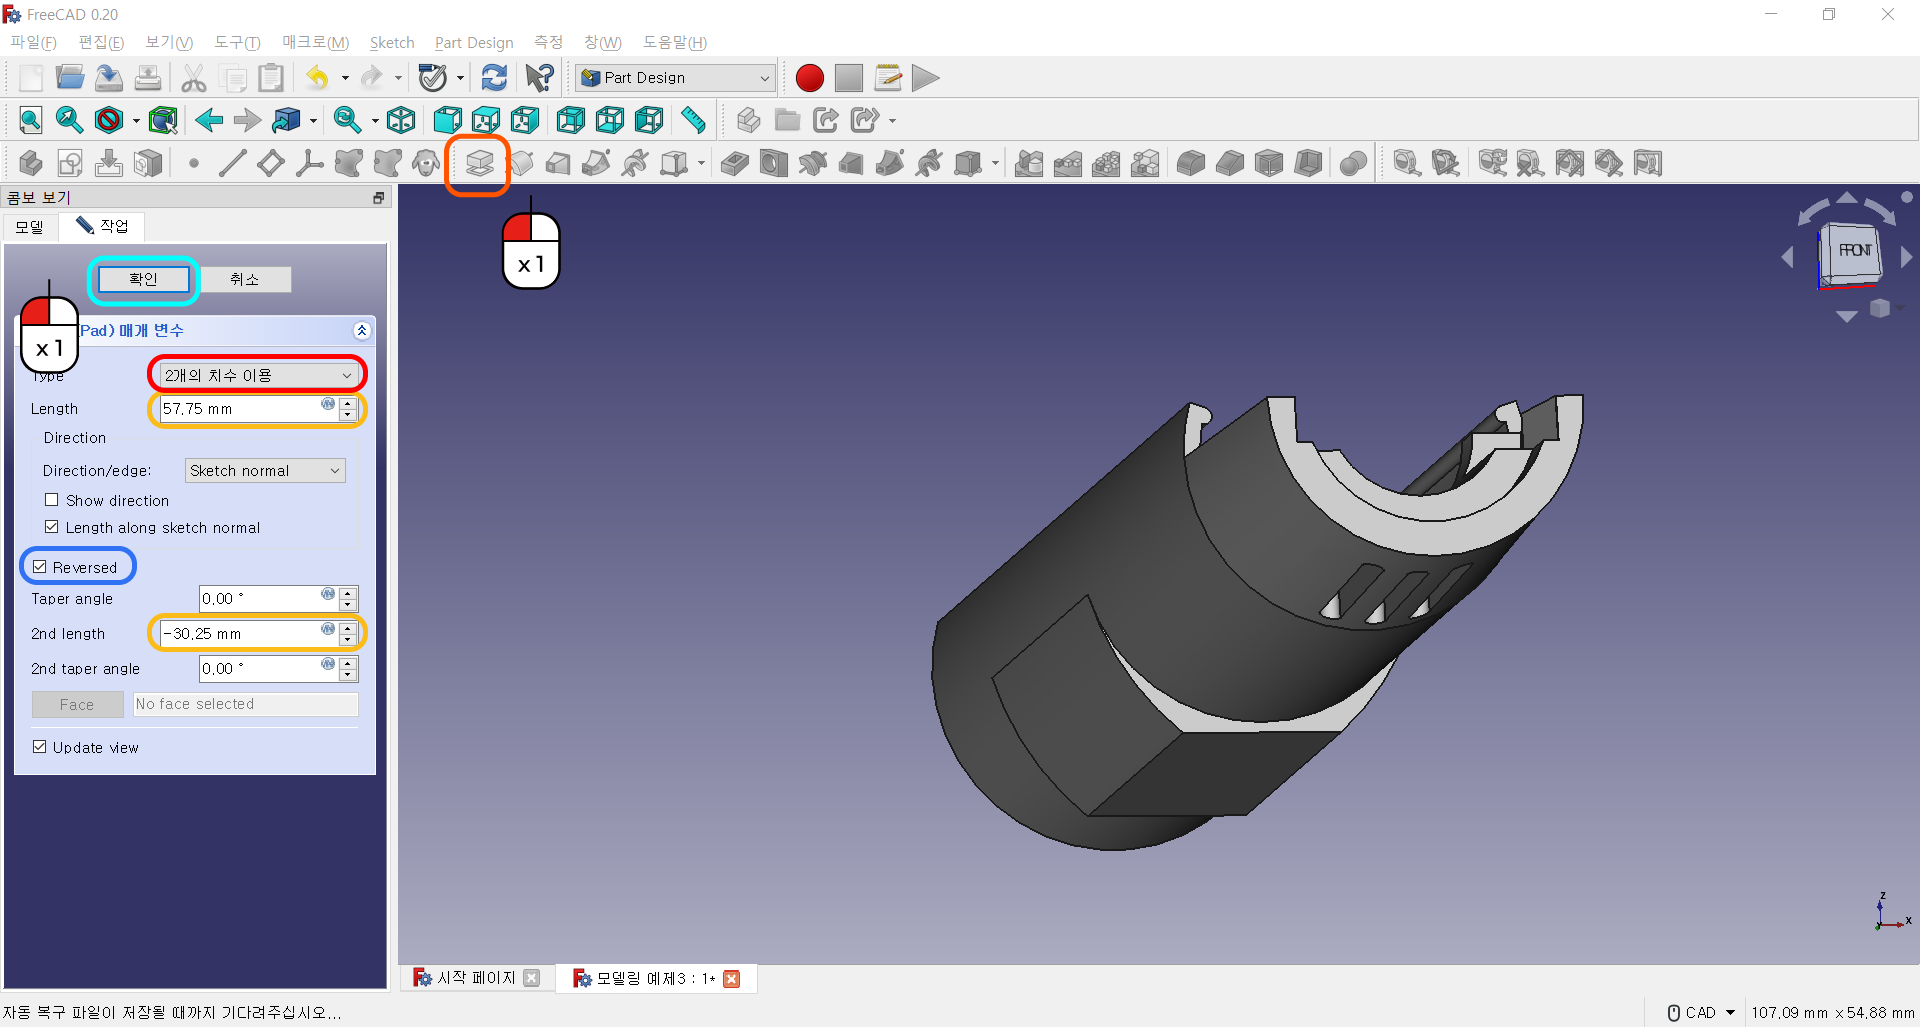 FreeCAD 0.20
파일(F) 편집(E) 보기(V) 도구(T) 매크로(M) Sketch Part Design 측정 창(W) 도움말(H)
Part Design
콤보 보기
모델 작업
확인 취소
x 1
x 1
Pad) 매개 변수
Type 2개의 치수 이용
Length 57,75 mm
Direction
Direction/edge: Sketch normal
Show direction
Length along sketch normal
Reversed
Taper angle 0,00 °
2nd length -30,25 mm
2nd taper angle 0,00 °
Face No face selected
Update view
FRONT
z
x
y
시작 페이지 모델링 예제3 : 1*
자동 복구 파일이 저장될 때까지 기다려주십시오...
CAD 107,09 mm x 54,88 mm